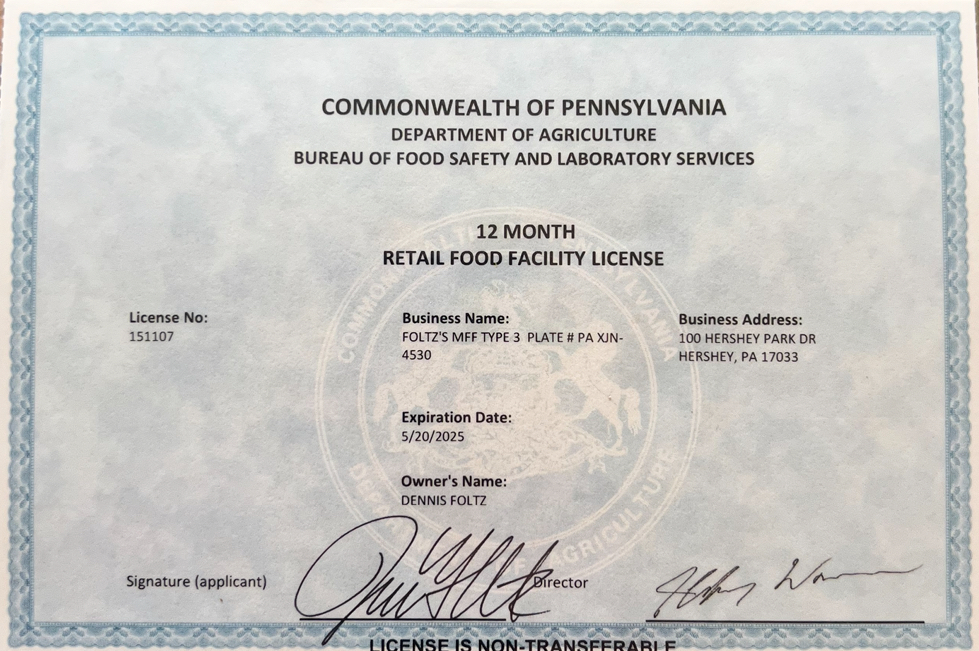 COMMONWEALTH OF PENNSYLVANIA
DEPARTMENT OF AGRICULTURE
BUREAU OF FOOD SAFETY AND LABORATORY SERVICES
12 MONTH
RETAIL FOOD FACILITY LICENSE
License No:
151107
Business Name:
FOLTZ'S MFF TYPE 3 PLATE # PA XJN-
4530
Business Address:
100 HERSHEY PARK DR
HERSHEY, PA 17033
Expiration Date:
5/20/2025
Owner's Name:
DENNIS FOLTZ
Signature (applicant)
Director
LICENSE IS NON-TRANSFERABLE